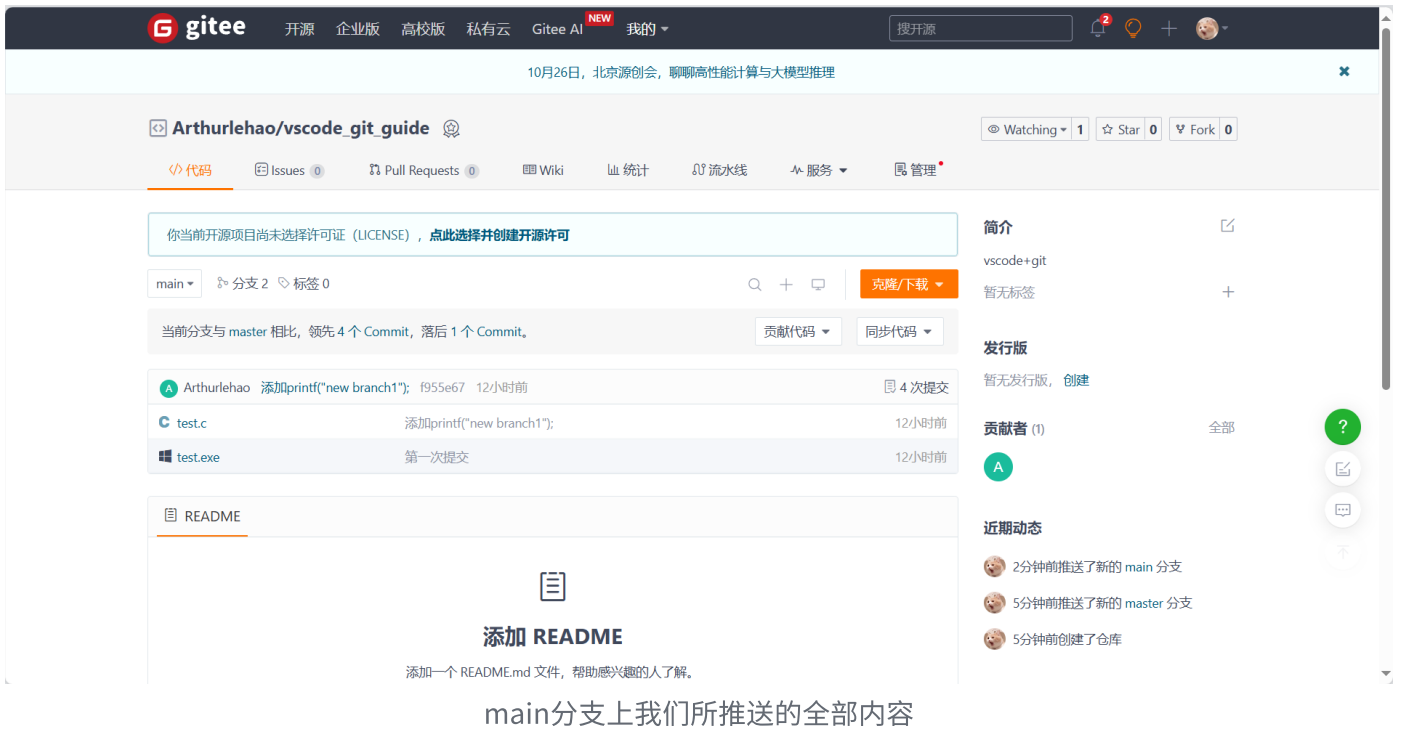 gitee 开源 企业版 高校版 私有云 Gitee AI NEW 我的 搜开源 2
10月26日，北京源创会，聊聊高性能计算与大模型推理
Arthurlehao/vscode_git_guide Watching 1 Star 0 Fork 0
代码 Issues 0 Pull Requests 0 Wiki 统计 流水线 服务 管理
你当前开源项目尚未选择许可证（LICENSE），点此选择并创建开源许可
main 分支 2 标签 0 克隆/下载
当前分支与 master 相比，领先 4 个 Commit，落后 1 个 Commit。 贡献代码 同步代码
A Arthurlehao 添加printf("new branch1"); f955e67 12小时前 4 次提交
C test.c 添加printf("new branch1"); 12小时前
test.exe 第一次提交 12小时前
README
添加 README
添加一个 README.md 文件，帮助感兴趣的人了解。
简介
vscode+git
暂无标签
发行版
暂无发行版，创建
贡献者 (1) 全部
A
近期动态
2分钟前推送了新的 main 分支
5分钟前推送了新的 master 分支
5分钟前创建了仓库
?
main分支上我们所推送的全部内容